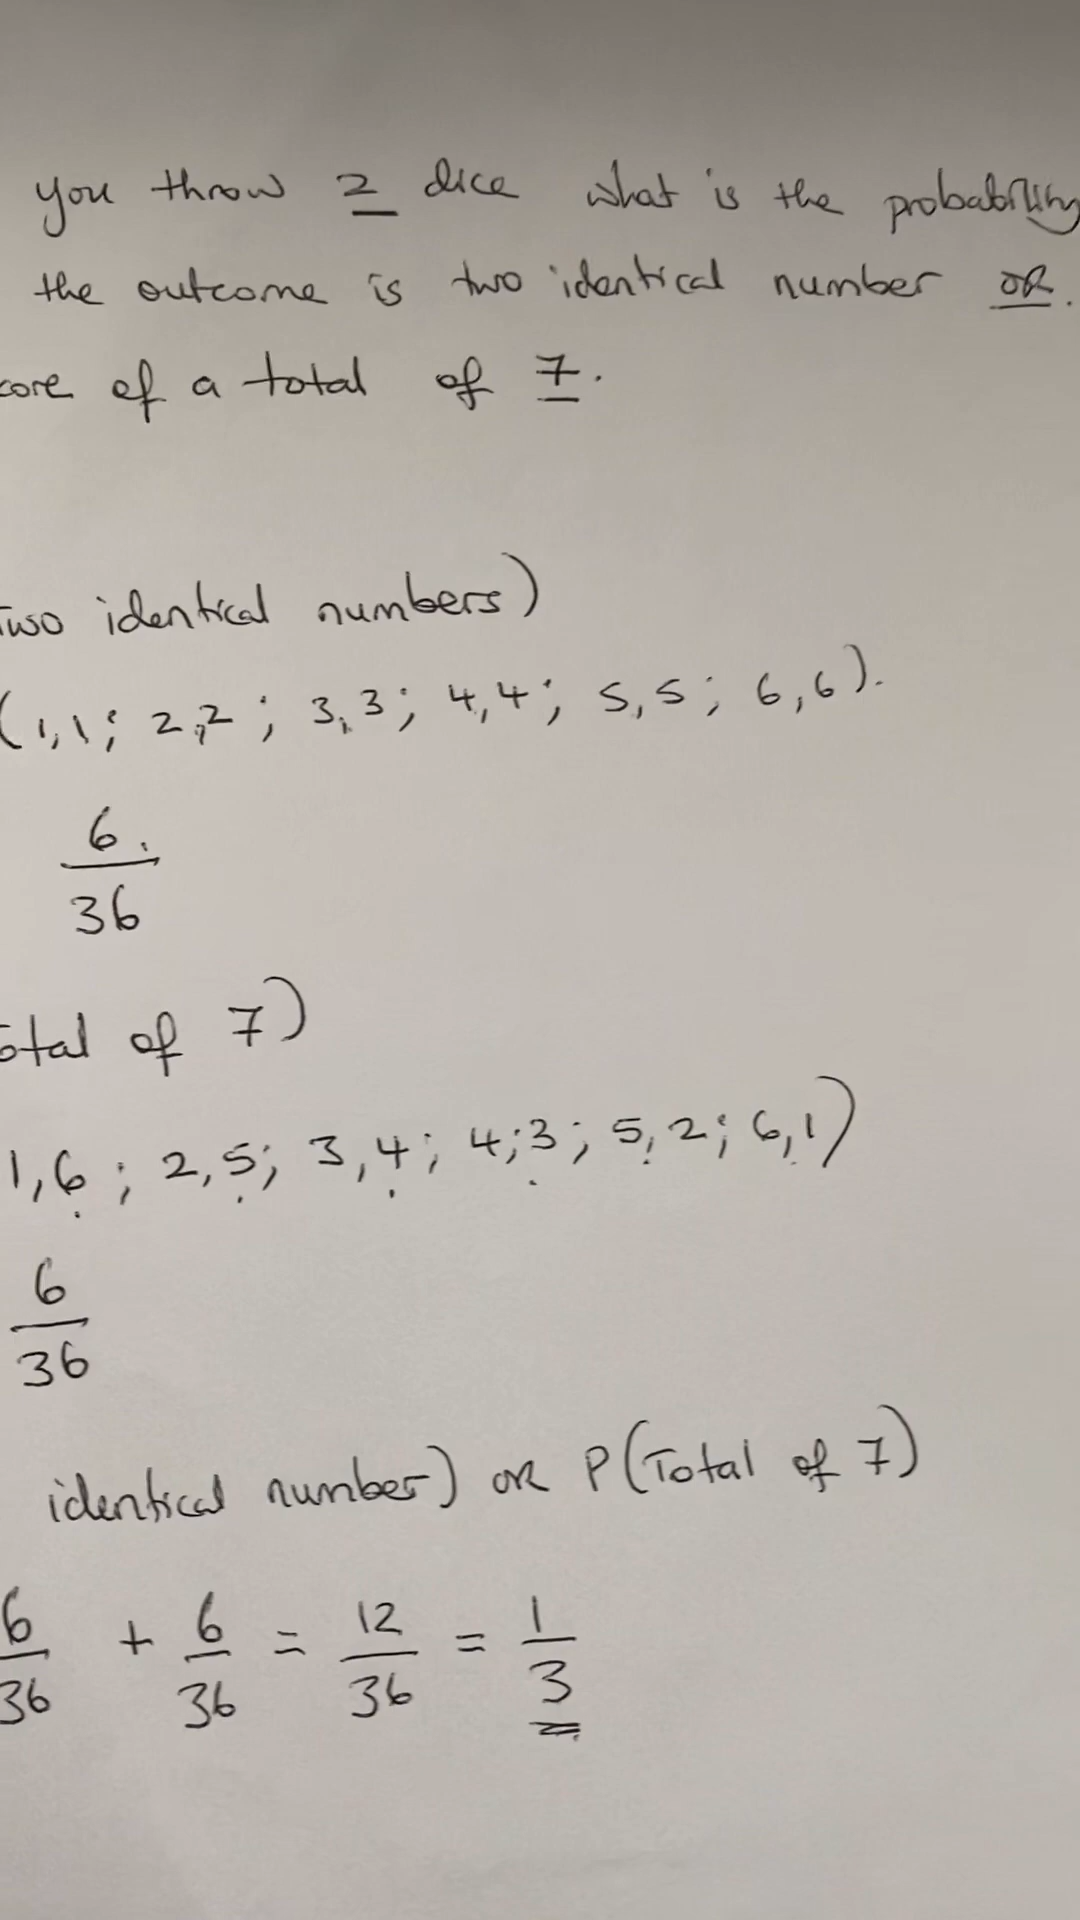 you throw 2 dice what is the probability
the outcome is two identical number OR.
core of a total of 7.
Two identical numbers)
(1,1; 2,2; 3,3; 4,4; 5,5; 6,6).
6.
36
otal of 7)
1,6; 2,5; 3,4; 4;3; 5,2; 6,1)
6
36
identical number) OR P(Total of 7)
6/36 + 6/36 = 12/36 = 1/3